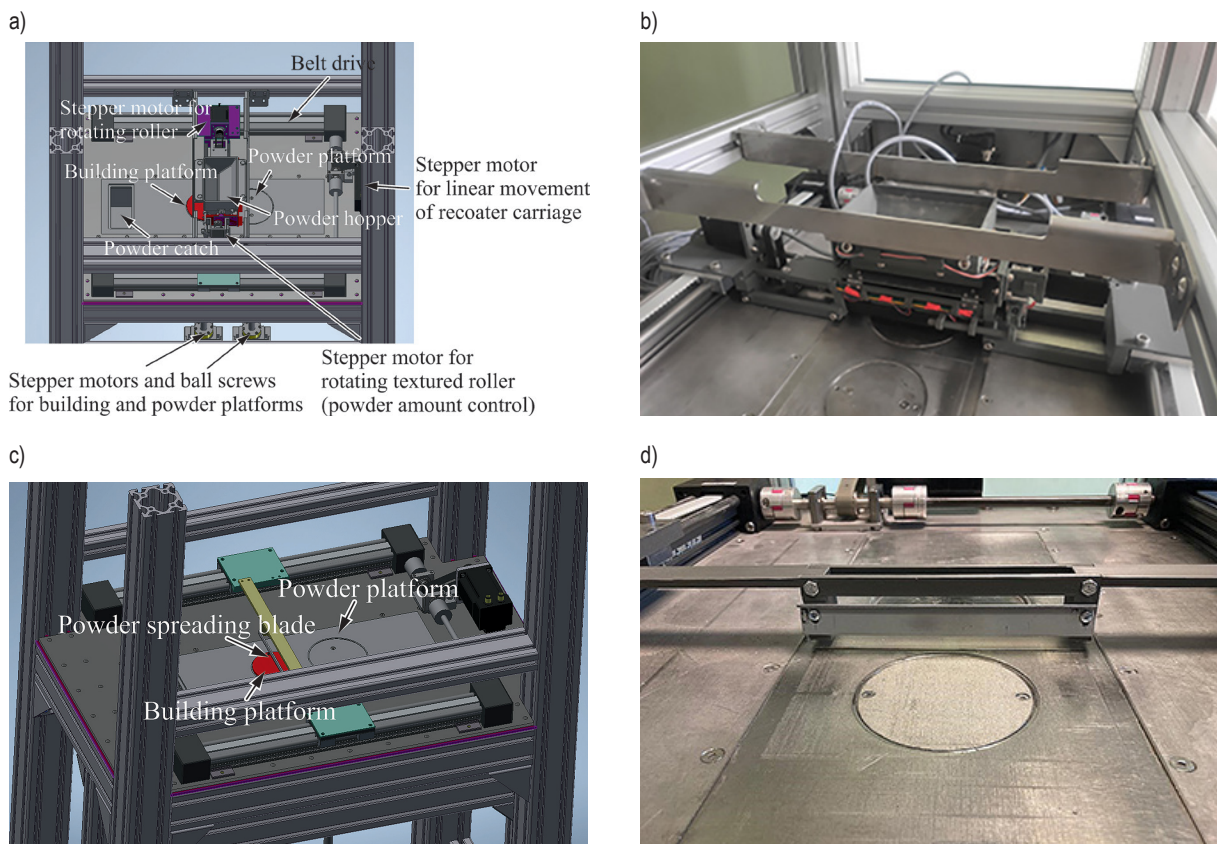 a)
Belt drive
Stepper motor for
rotating roller
Building platform
Powder platform
Stepper motor
for linear movement
of recoater carriage
Powder hopper
Powder catch
Stepper motors and ball screws
for building and powder platforms
Stepper motor for
rotating textured roller
(powder amount control)
b)
c)
Powder platform
Powder spreading blade
Building platform
d)